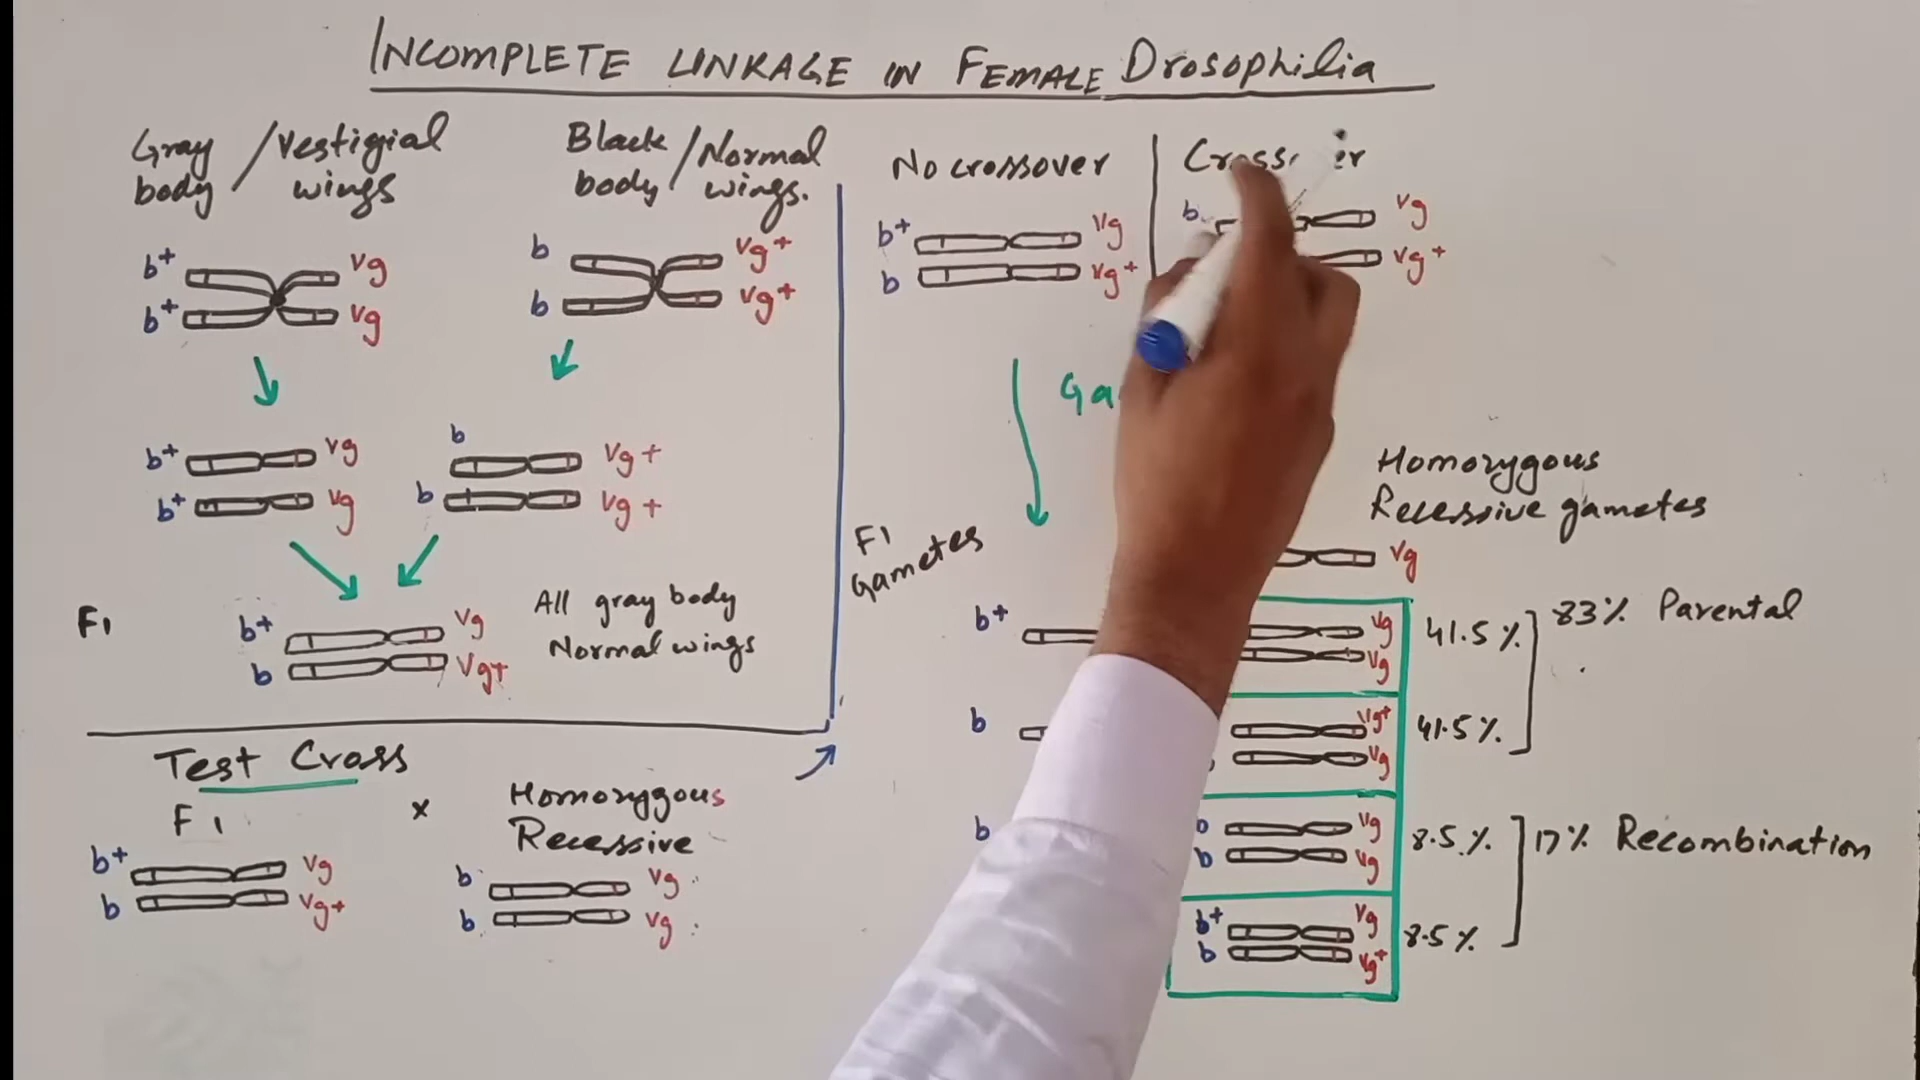 INCOMPLETE LINKAGE IN FEMALE Drosophilia
Gray body / Vestigial wings
Black body / Normal wings.
b+ vg
b+ vg
b vg+
b vg+
b+ vg
b+ vg
b vg+
b vg+
F1
b+ vg
b vg+
All gray body
Normal wings
Test Cross
F1 x Homozygous
Recessive
b+ vg
b vg+
b vg
b vg
No crossover
b+ vg
b vg+
b vg
vg+
F1
Gametes
Homozygous
Recessive gametes
vg
b+
vg
vg
41.5%
83% Parental
b
vg+
vg
41.5%
b
b vg
b vg
8.5%
17% Recombination
b+ vg
b vg+
8.5%